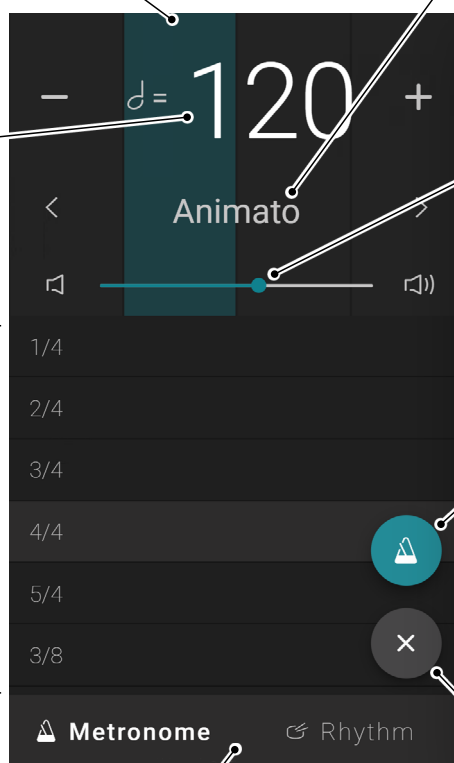 − 𝅗𝅥 = 120 +
< Animato >
1/4
2/4
3/4
4/4
5/4
3/8
Metronome Rhythm